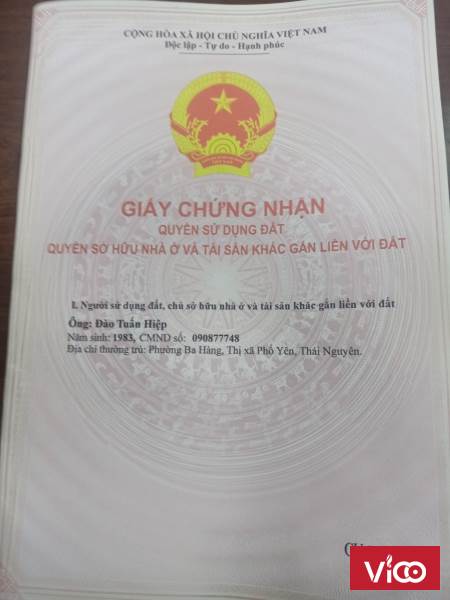 CỘNG HÒA XÃ HỘI CHỦ NGHĨA VIỆT NAM
Độc lập - Tự do - Hạnh phúc
GIẤY CHỨNG NHẬN
QUYỀN SỬ DỤNG ĐẤT
QUYỀN SỞ HỮU NHÀ Ở VÀ TÀI SẢN KHÁC GẮN LIỀN VỚI ĐẤT
I. Người sử dụng đất, chủ sở hữu nhà ở và tài sản khác gắn liền với đất
Ông: Đào Tuấn Hiệp
Năm sinh: 1983, CMND số: 090877748
Địa chỉ thường trú: Phường Ba Hàng, Thị xã Phổ Yên, Thái Nguyên.
Vico